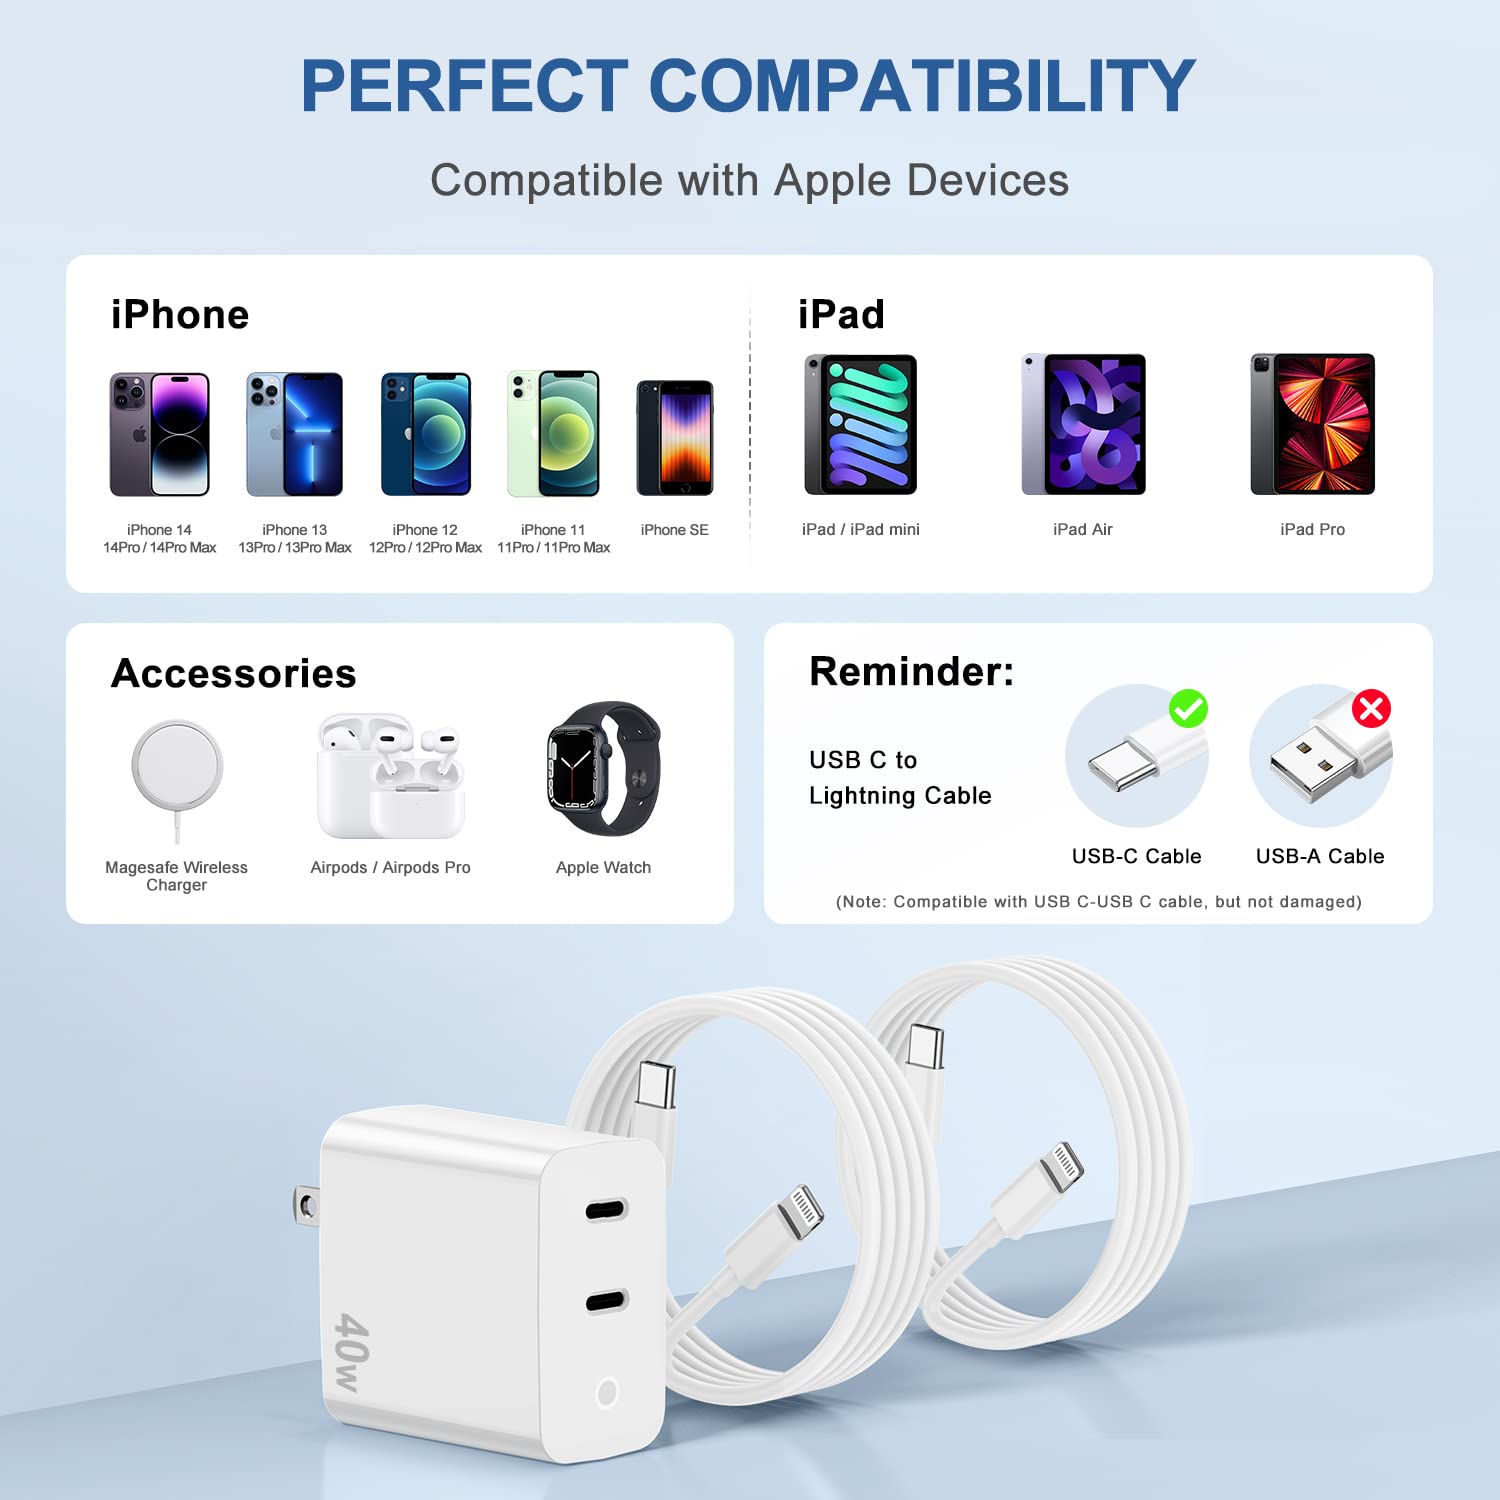 PERFECT COMPATIBILITY
Compatible with Apple Devices
iPhone
iPhone 14
14Pro / 14Pro Max
iPhone 13
13Pro / 13Pro Max
iPhone 12
12Pro / 12Pro Max
iPhone 11
11Pro / 11Pro Max
iPhone SE
iPad
iPad / iPad mini
iPad Air
iPad Pro
Accessories
Magesafe Wireless
Charger
Airpods / Airpods Pro
Apple Watch
Reminder:
USB C to
Lightning Cable
USB-C Cable
USB-A Cable
(Note: Compatible with USB C-USB C cable, but not damaged)
40W